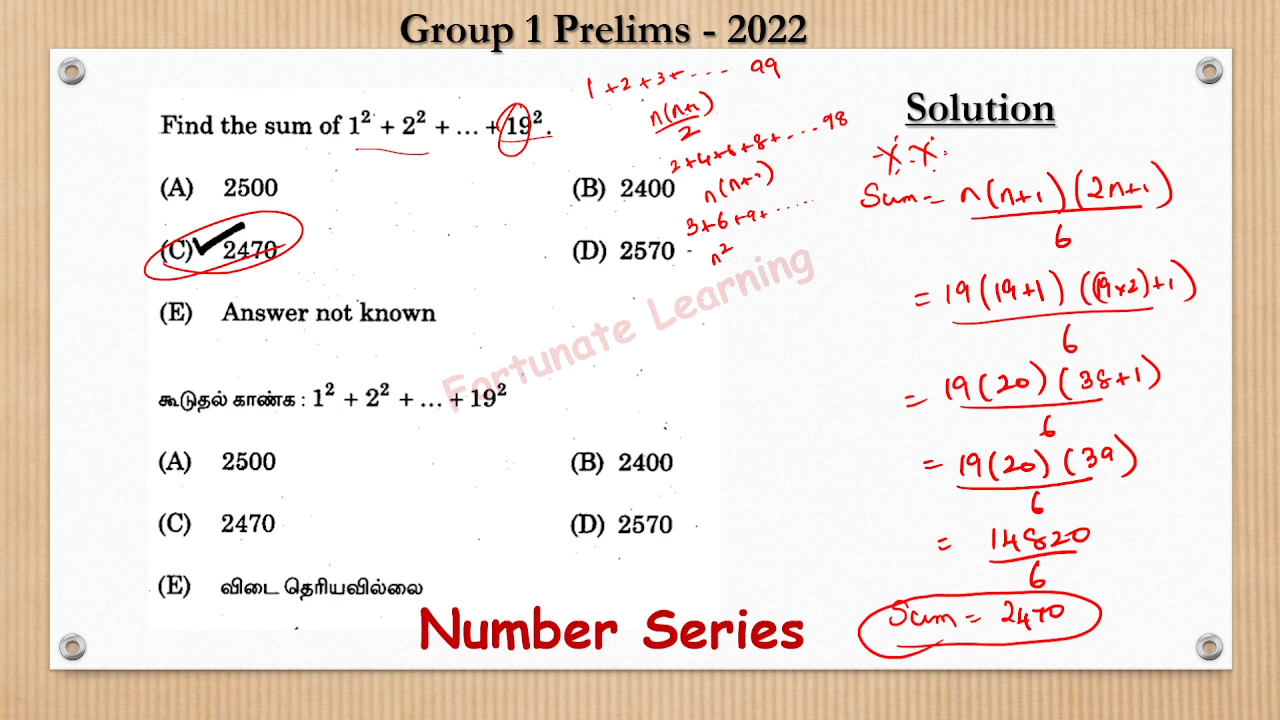 Group 1 Prelims - 2022
Find the sum of 1² + 2² + ... + 19².
(A) 2500
(B) 2400
(C) 2470
(D) 2570
(E) Answer not known
கூடுதல் காண்க : 1² + 2² + ... + 19²
(A) 2500
(B) 2400
(C) 2470
(D) 2570
(E) விடை தெரியவில்லை
Number Series
1 + 2 + 3 + ... 99
n(n+1)
2
2+4+6+8+ ..... 98
n(n+1)
3+6+9+ .....
n²
Fortunate Learning
Solution
Sum = n(n+1)(2n+1)
6
= 19(19+1)((19×2)+1)
6
= 19(20)(38+1)
6
= 19(20)(39)
6
= 14820
6
Sum = 2470